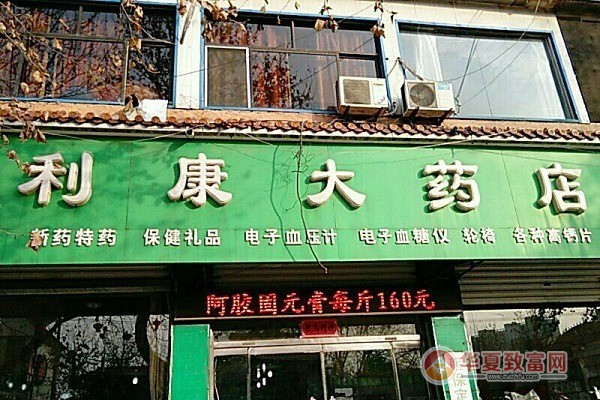 利康大药店
新药特药 保健礼品 电子血压计 电子血糖仪 轮椅 各种高钙片
阿胶固元膏每斤160元
华夏致富网